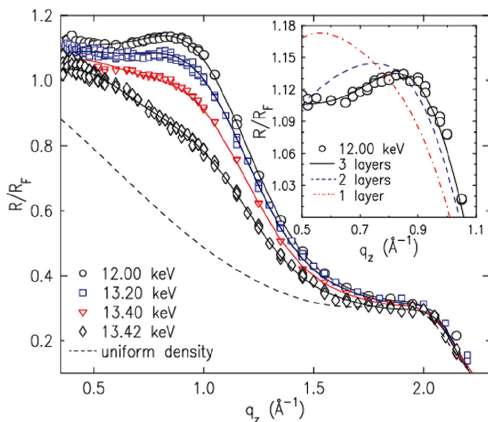 1.2
1.0
0.8
0.6
0.4
0.2
R/R_F
0.5
1.0
1.5
2.0
q_z (Å⁻¹)
12.00 keV
13.20 keV
13.40 keV
13.42 keV
uniform density
1.18
1.15
1.12
1.09
1.06
1.03
R/R_F
0.5
0.7
0.9
1.1
q_z (Å⁻¹)
12.00 keV
3 layers
2 layers
1 layer